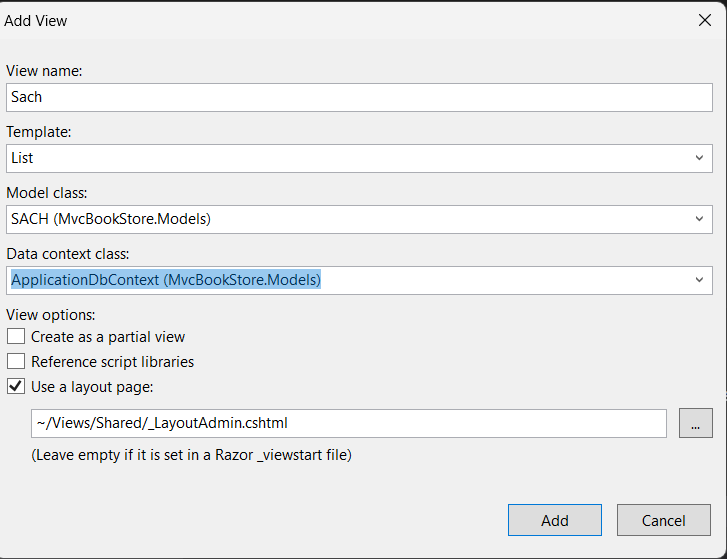 Add View
View name:
Sach
Template:
List
Model class:
SACH (MvcBookStore.Models)
Data context class:
ApplicationDbContext (MvcBookStore.Models)
View options:
Create as a partial view
Reference script libraries
Use a layout page:
~/Views/Shared/_LayoutAdmin.cshtml
...
(Leave empty if it is set in a Razor _viewstart file)
Add
Cancel